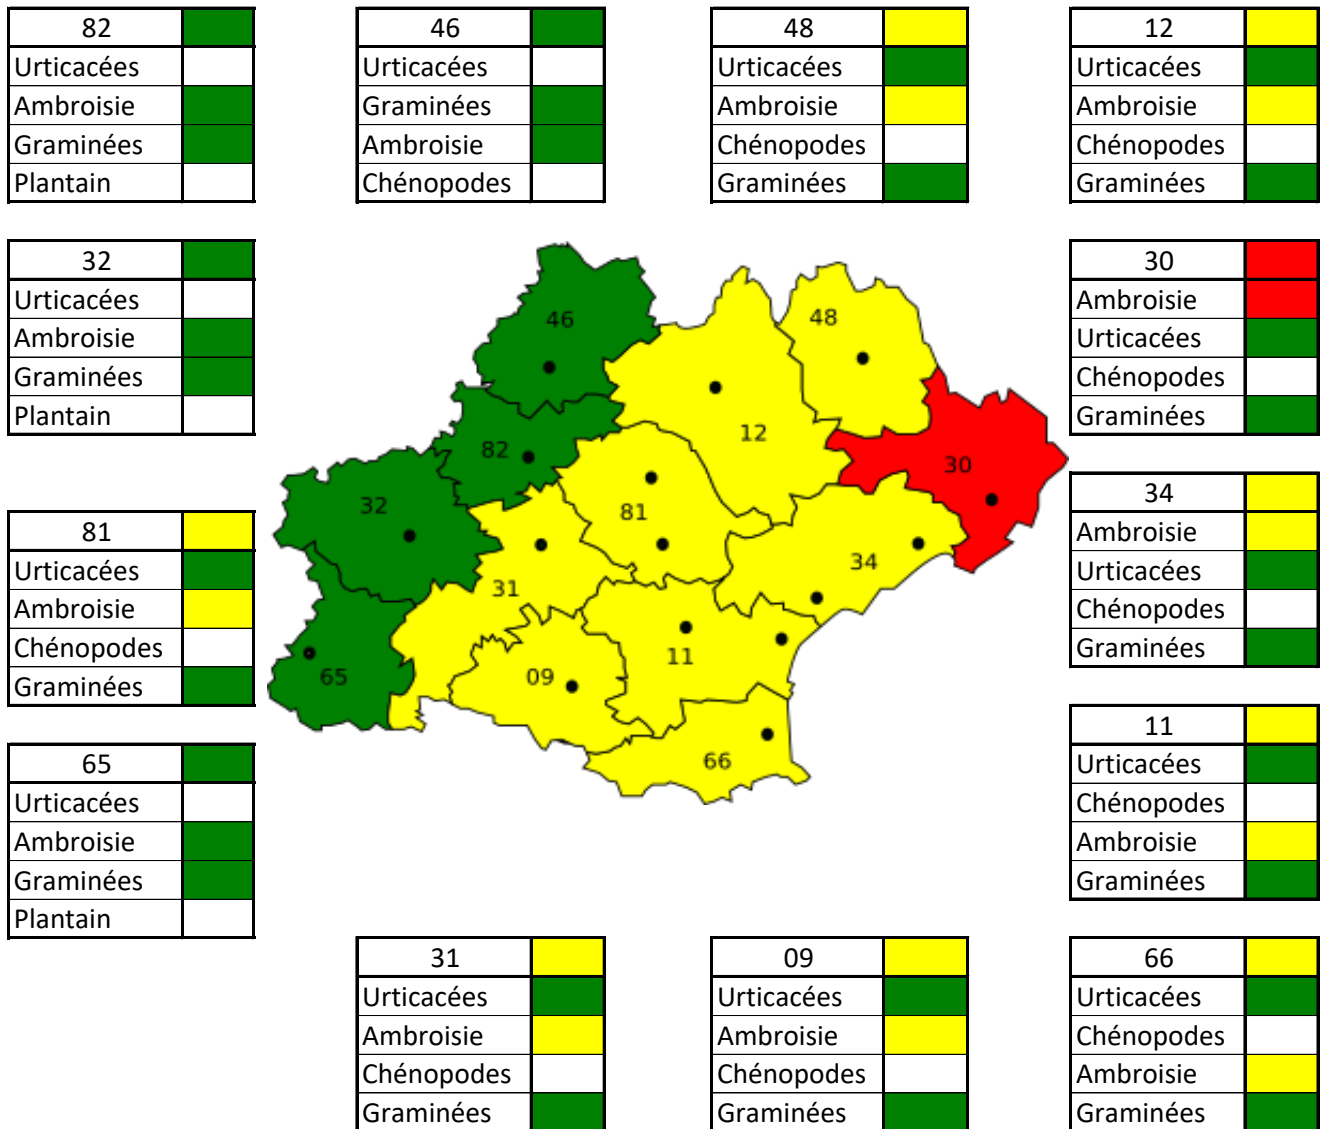 82
Urticacées
Ambroisie
Graminées
Plantain
46
Urticacées
Graminées
Ambroisie
Chénopodes
48
Urticacées
Ambroisie
Chénopodes
Graminées
12
Urticacées
Ambroisie
Chénopodes
Graminées
32
Urticacées
Ambroisie
Graminées
Plantain
46
48
12
82
30
32
81
34
31
11
09
65
66
30
Ambroisie
Urticacées
Chénopodes
Graminées
81
Urticacées
Ambroisie
Chénopodes
Graminées
34
Ambroisie
Urticacées
Chénopodes
Graminées
65
Urticacées
Ambroisie
Graminées
Plantain
11
Urticacées
Chénopodes
Ambroisie
Graminées
31
Urticacées
Ambroisie
Chénopodes
Graminées
09
Urticacées
Ambroisie
Chénopodes
Graminées
66
Urticacées
Chénopodes
Ambroisie
Graminées